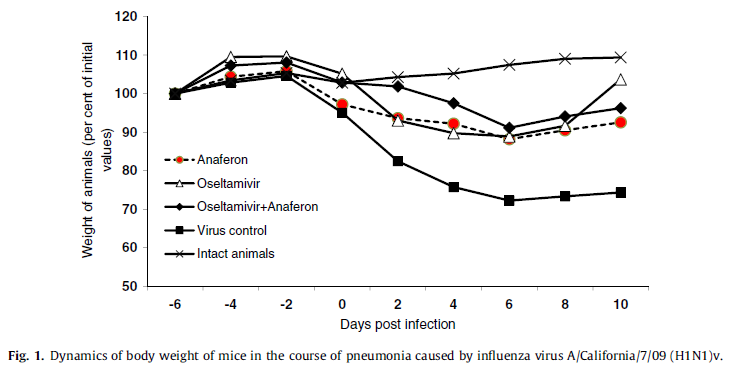 120
110
100
90
80
70
60
50
Weight of animals (per cent of initial
values)
Anaferon
Oseltamivir
Oseltamivir+Anaferon
Virus control
Intact animals
-6 -4 -2 0 2 4 6 8 10
Days post infection
Fig. 1. Dynamics of body weight of mice in the course of pneumonia caused by influenza virus A/California/7/09 (H1N1)v.